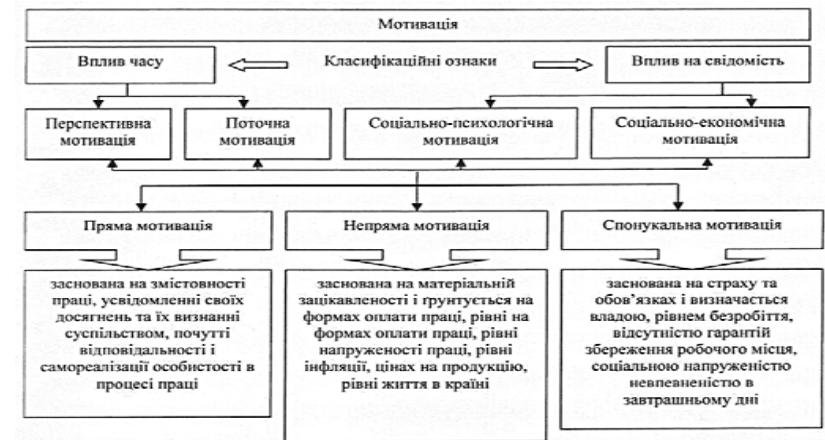 Мотивація
Вплив часу
Класифікаційні ознаки
Вплив на свідомість
Перспективна
мотивація
Поточна
мотивація
Соціально-психологічна
мотивація
Соціально-економічна
мотивація
Пряма мотивація
Непряма мотивація
Спонукальна мотивація
заснована на змістовності
праці, усвідомленні своїх
досягнень та їх визнанні
суспільством, почутті
відповідальності і
самореалізації особистості в
процесі праці
заснована на матеріальній
зацікавленості і ґрунтується на
формах оплати праці, рівні на
формах оплати праці, рівні
напруженості праці, рівні
інфляції, цінах на продукцію,
рівні життя в країні
заснована на страху та
обов’язках і визначається
владою, рівнем безробіття,
відсутністю гарантій
збереження робочого місця,
соціальною напруженістю
невпевненістю в
завтрашньому дні